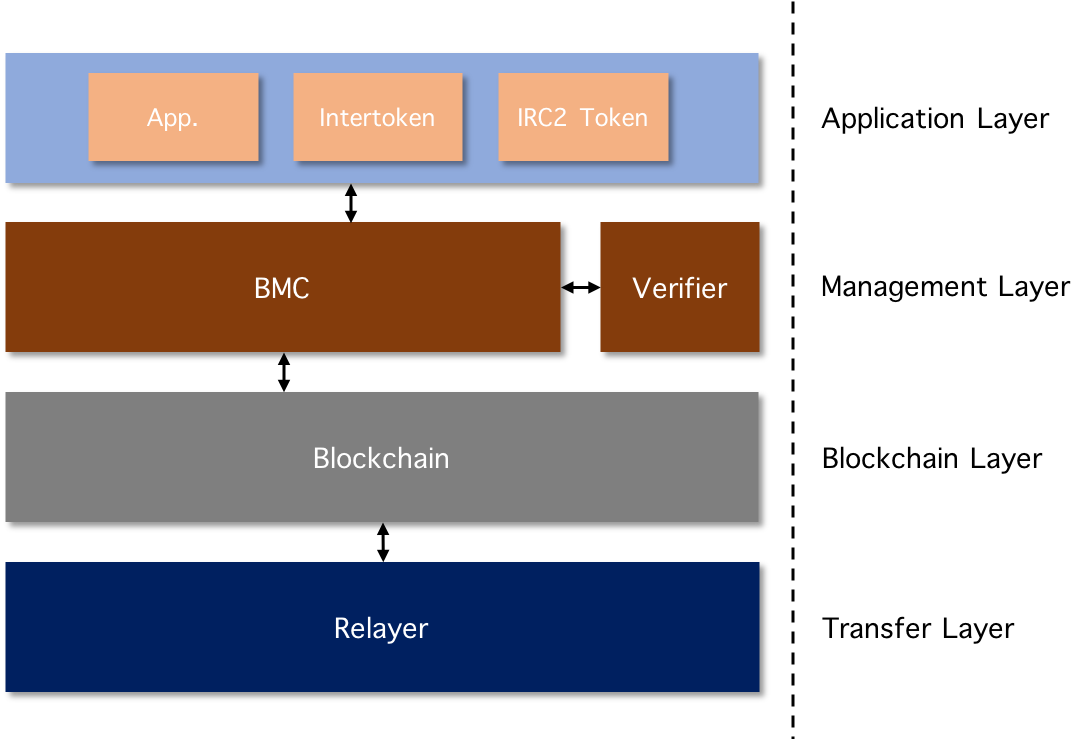 App.
Intertoken
IRC2 Token
Application Layer
BMC
Verifier
Management Layer
Blockchain
Blockchain Layer
Relayer
Transfer Layer